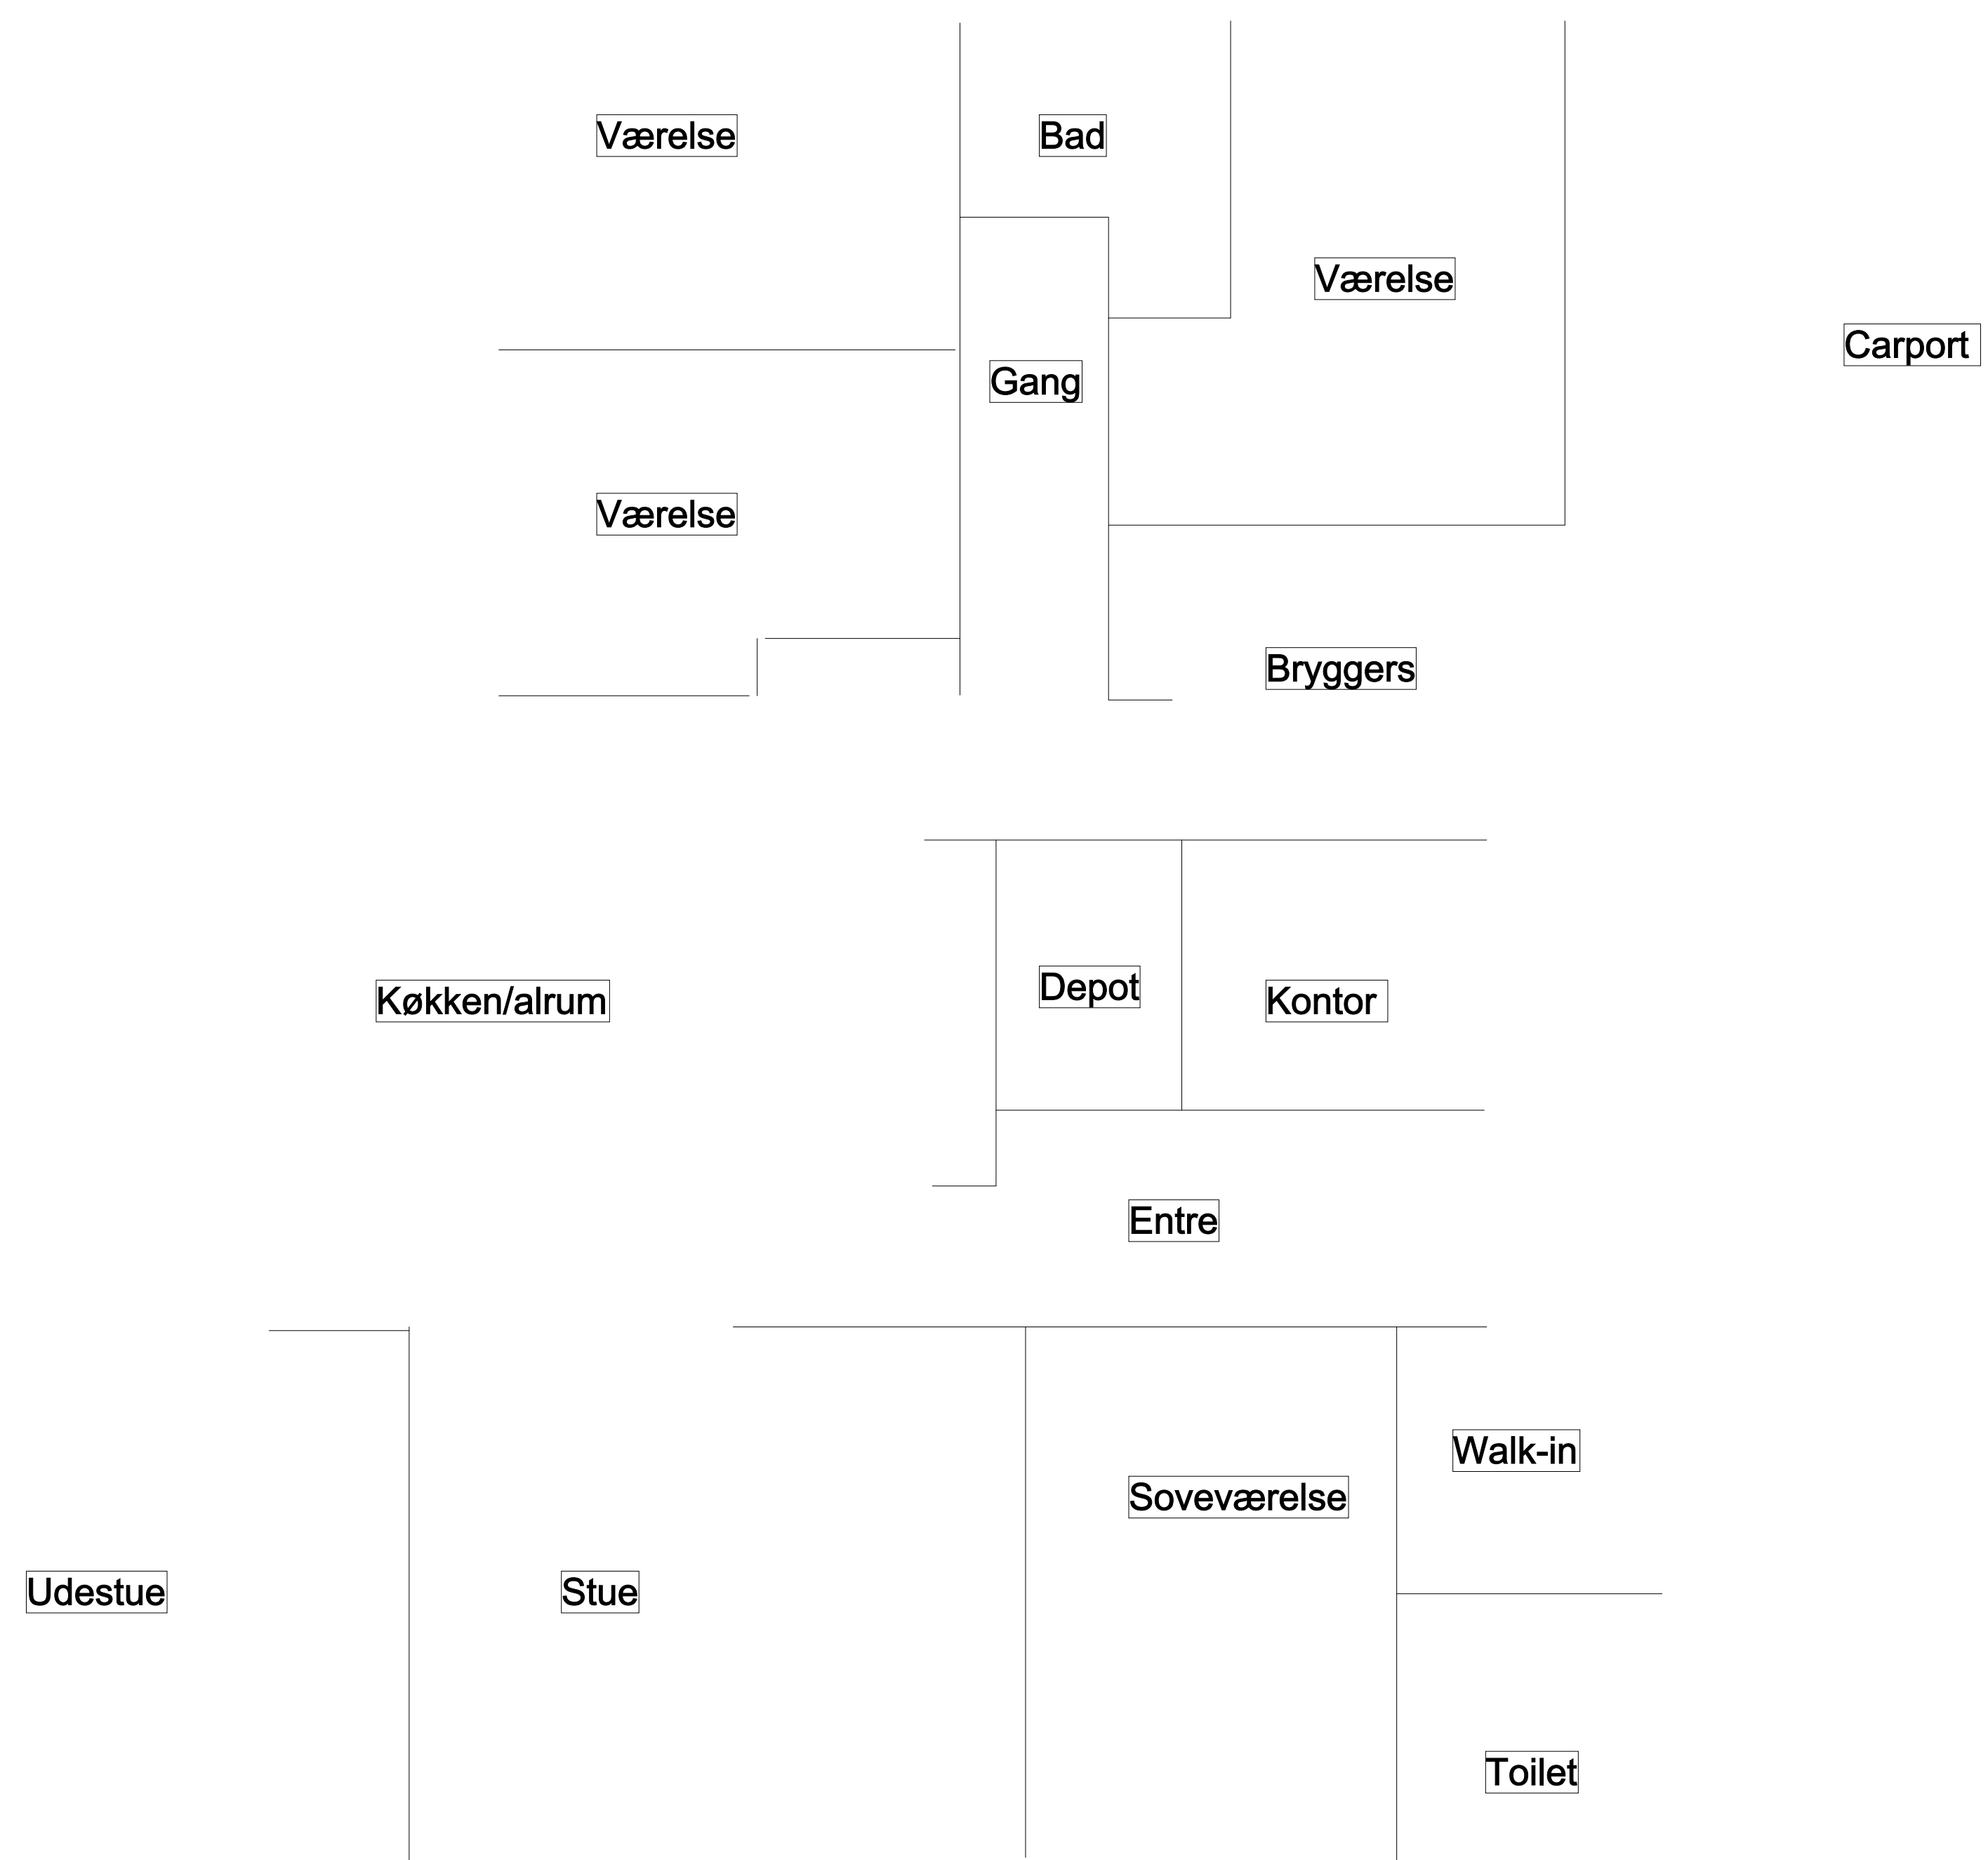 Værelse
Bad
Værelse
Carport
Gang
Værelse
Bryggers
Køkken/alrum
Depot
Kontor
Entre
Walk-in
Soveværelse
Udestue
Stue
Toilet